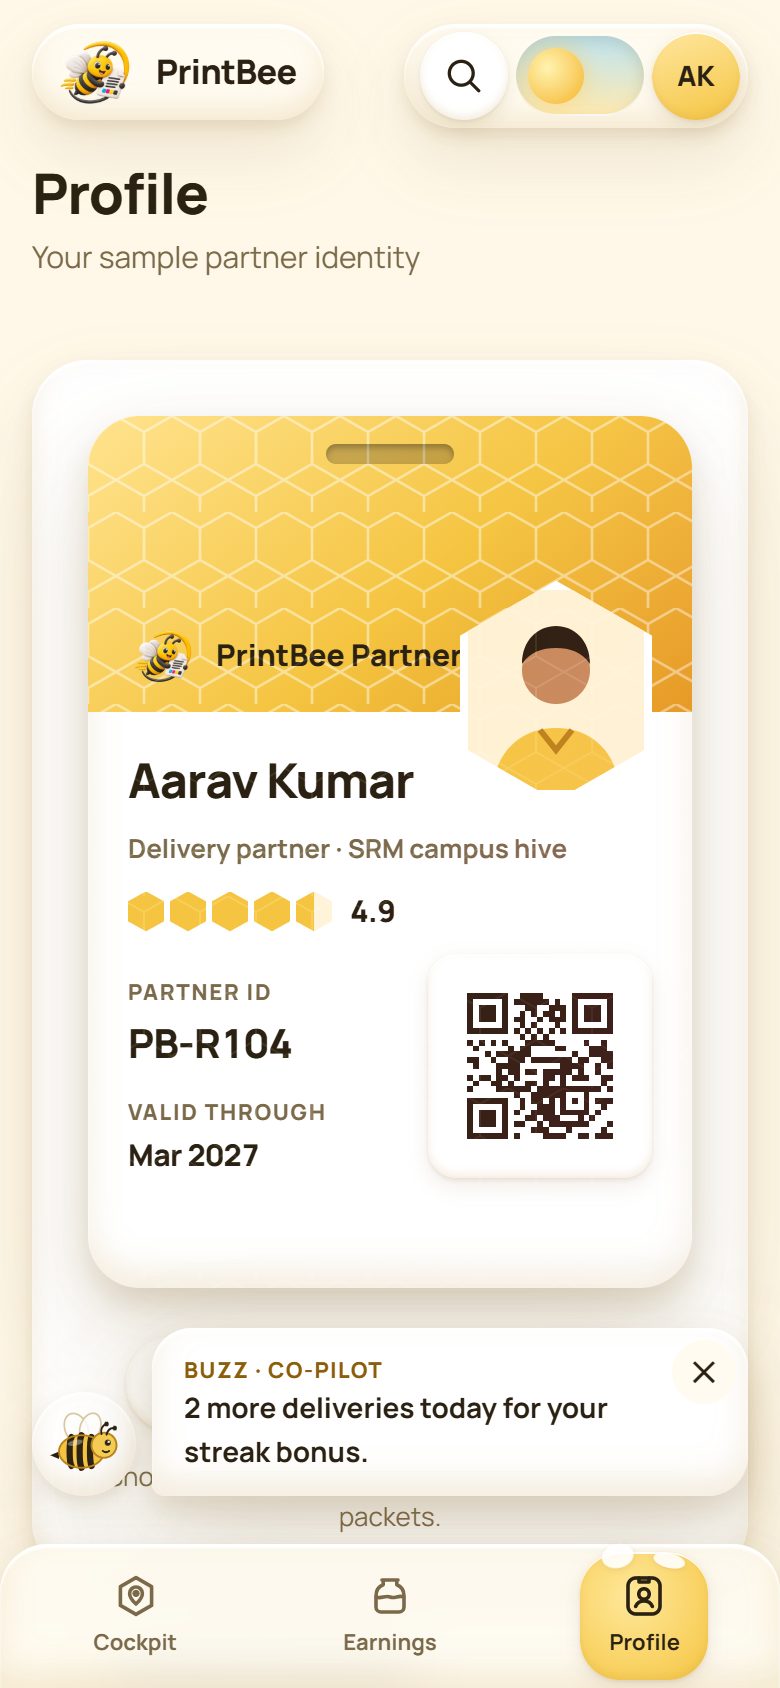 PrintBee
AK
Profile
Your sample partner identity
PrintBee Partner
Aarav Kumar
Delivery partner · SRM campus hive
4.9
PARTNER ID
PB-R104
VALID THROUGH
Mar 2027
BUZZ · CO-PILOT
2 more deliveries today for your
streak bonus.
packets.
Cockpit
Earnings
Profile